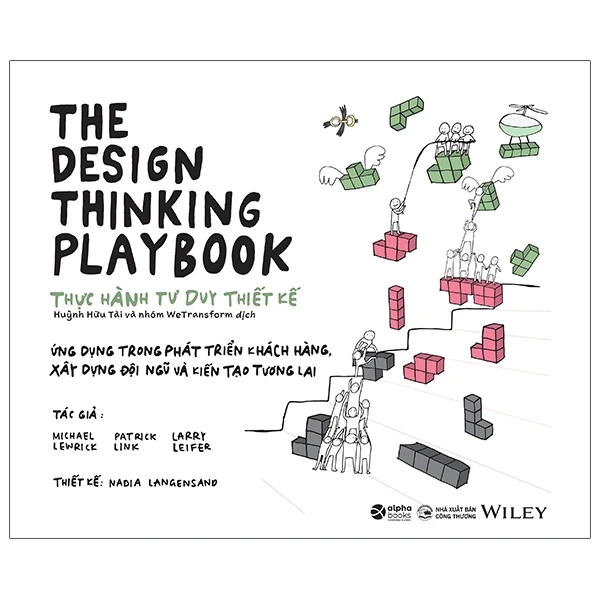 THE
DESIGN
THINKING
PLAYBOOK
THỰC HÀNH TƯ DUY THIẾT KẾ
Huỳnh Hữu Tài và nhóm WeTransform dịch
ỨNG DỤNG TRONG PHÁT TRIỂN KHÁCH HÀNG,
XÂY DỰNG ĐỘI NGŨ VÀ KIẾN TẠO TƯƠNG LAI
TÁC GIẢ:
MICHAEL LEWRICK
PATRICK LINK
LARRY LEIFER
THIẾT KẾ: NADIA LANGENSAND
alpha books
NHÀ XUẤT BẢN
CÔNG THƯƠNG
WILEY